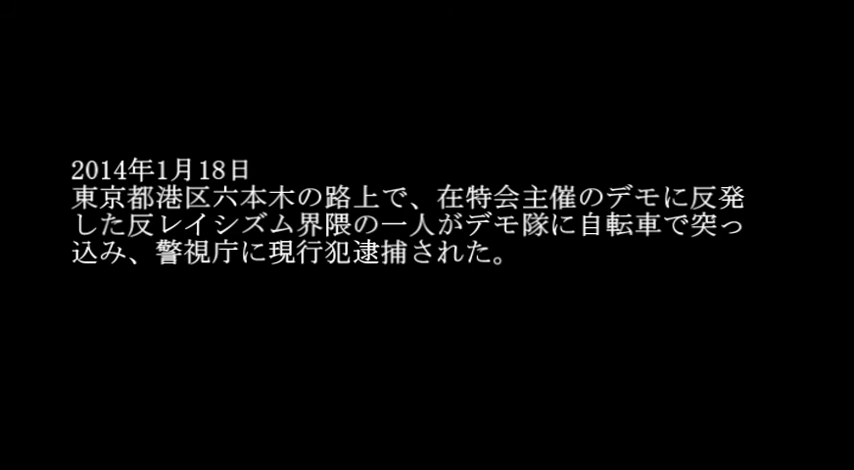 2014年1月18日
東京都港区六本木の路上で、在特会主催のデモに反発
した反レイシズム界隈の一人がデモ隊に自転車で突っ
込み、警視庁に現行犯逮捕された。